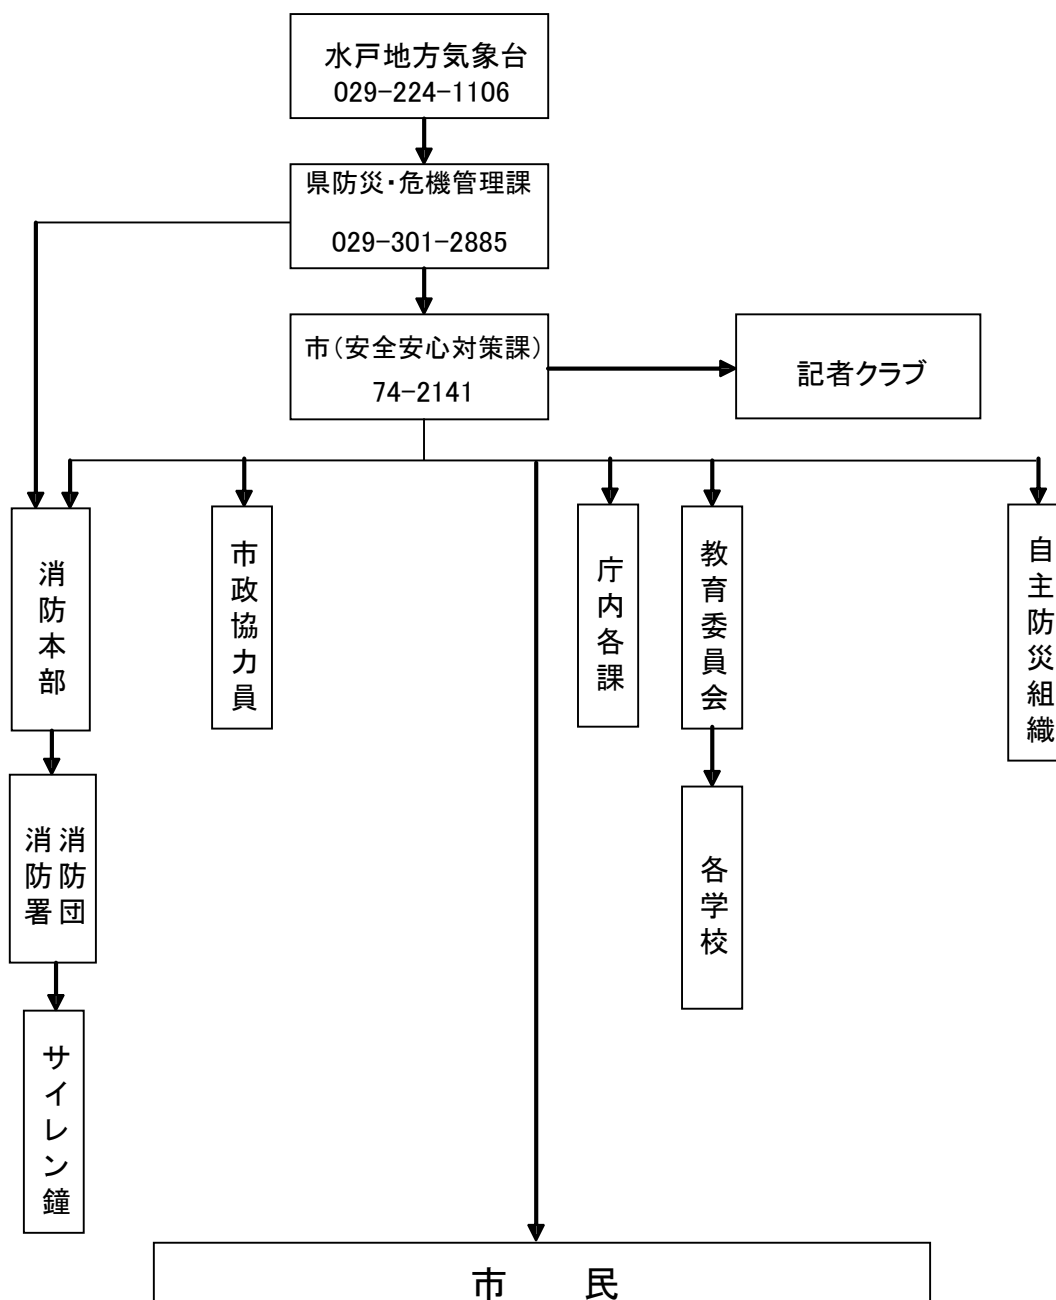 水戸地方気象台
029-224-1106
県防災・危機管理課
029-301-2885
市(安全安心対策課)
74-2141
記者クラブ
消防本部
市政協力員
庁内各課
教育委員会
自主防災組織
消防団
消防署
各学校
サイレン鐘
市　　民